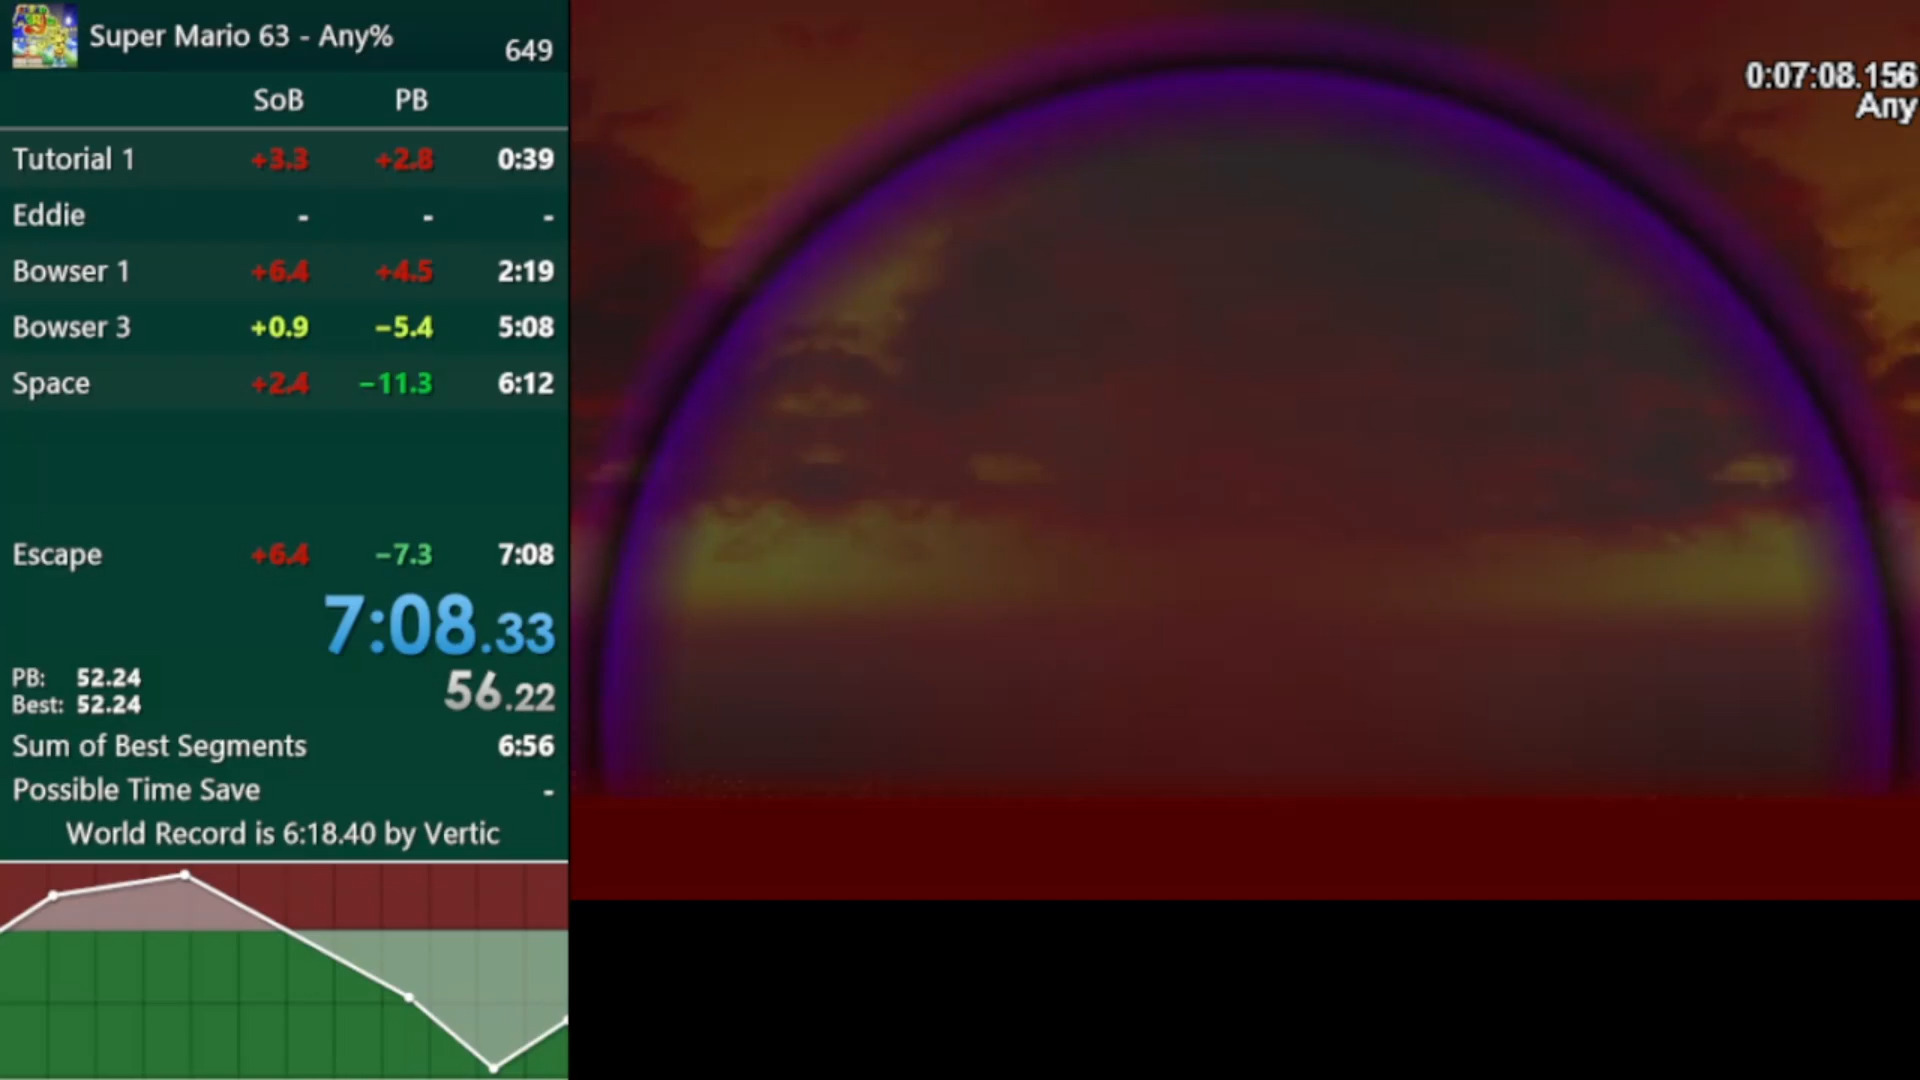 Super Mario 63 - Any%
649
SoB PB
Tutorial 1 +3.3 +2.8 0:39
Eddie - - -
Bowser 1 +6.4 +4.5 2:19
Bowser 3 +0.9 −5.4 5:08
Space +2.4 −11.3 6:12
Escape +6.4 −7.3 7:08
7:08.33
PB: 52.24
Best: 52.24
56.22
Sum of Best Segments 6:56
Possible Time Save -
World Record is 6:18.40 by Vertic
0:07:08.156
Any